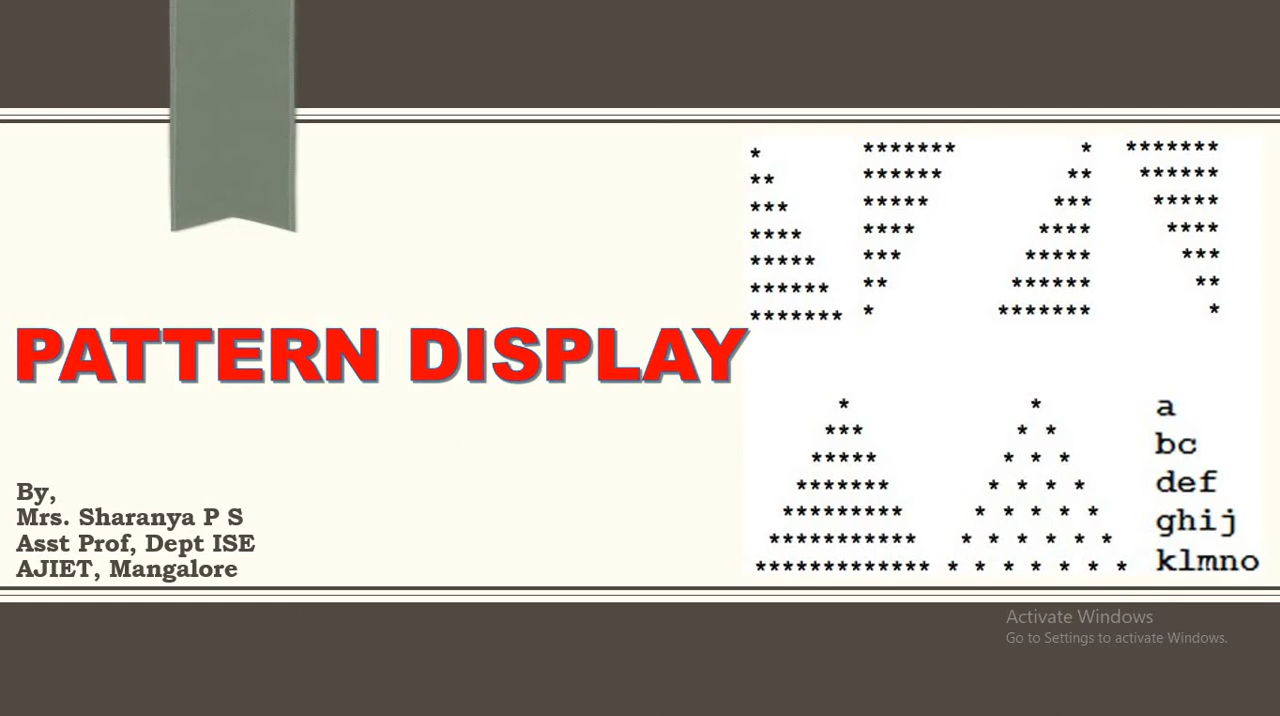 PATTERN DISPLAY
By,
Mrs. Sharanya P S
Asst Prof, Dept ISE
AJIET, Mangalore
*
**
***
****
*****
******
*******
*******
******
*****
****
***
**
*
*
**
***
****
*****
******
*******
*******
******
*****
****
***
**
*
*
***
*****
*******
*********
***********
*************
*
* *
* * *
* * * *
* * * * *
* * * * * *
* * * * * * *
a
bc
def
ghij
klmno
Activate Windows
Go to Settings to activate Windows.